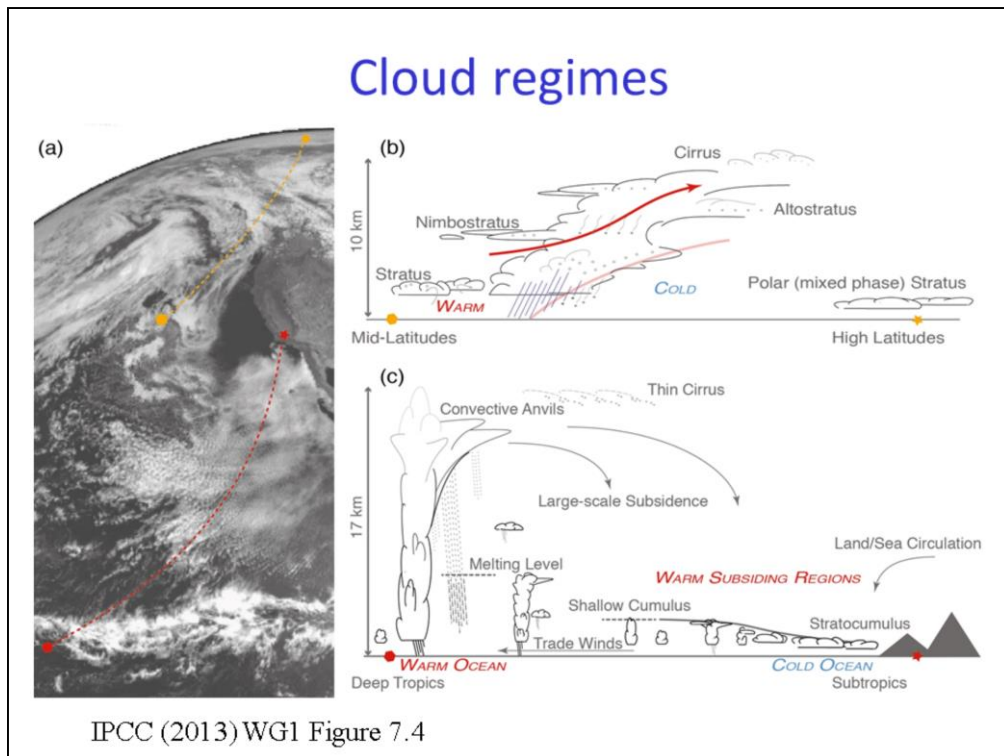 Cloud regimes
(a)
(b)
Cirrus
10 km
Nimbostratus
Altostratus
Stratus
WARM
COLD
Polar (mixed phase) Stratus
Mid-Latitudes
High Latitudes
(c)
Thin Cirrus
Convective Anvils
17 km
Large-scale Subsidence
Land/Sea Circulation
Melting Level
WARM SUBSIDING REGIONS
Shallow Cumulus
Stratocumulus
Trade Winds
WARM OCEAN
COLD OCEAN
Deep Tropics
Subtropics
IPCC (2013) WG1 Figure 7.4